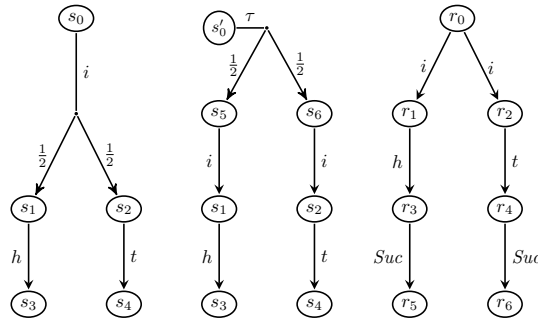 s₀ s′₀ τ r₀
i ½ ½ i i
½ ½ s₅ s₆ r₁ r₂
i i h t
s₁ s₂ s₁ s₂ r₃ r₄
h t h t Suc Suc
s₃ s₄ s₃ s₄ r₅ r₆